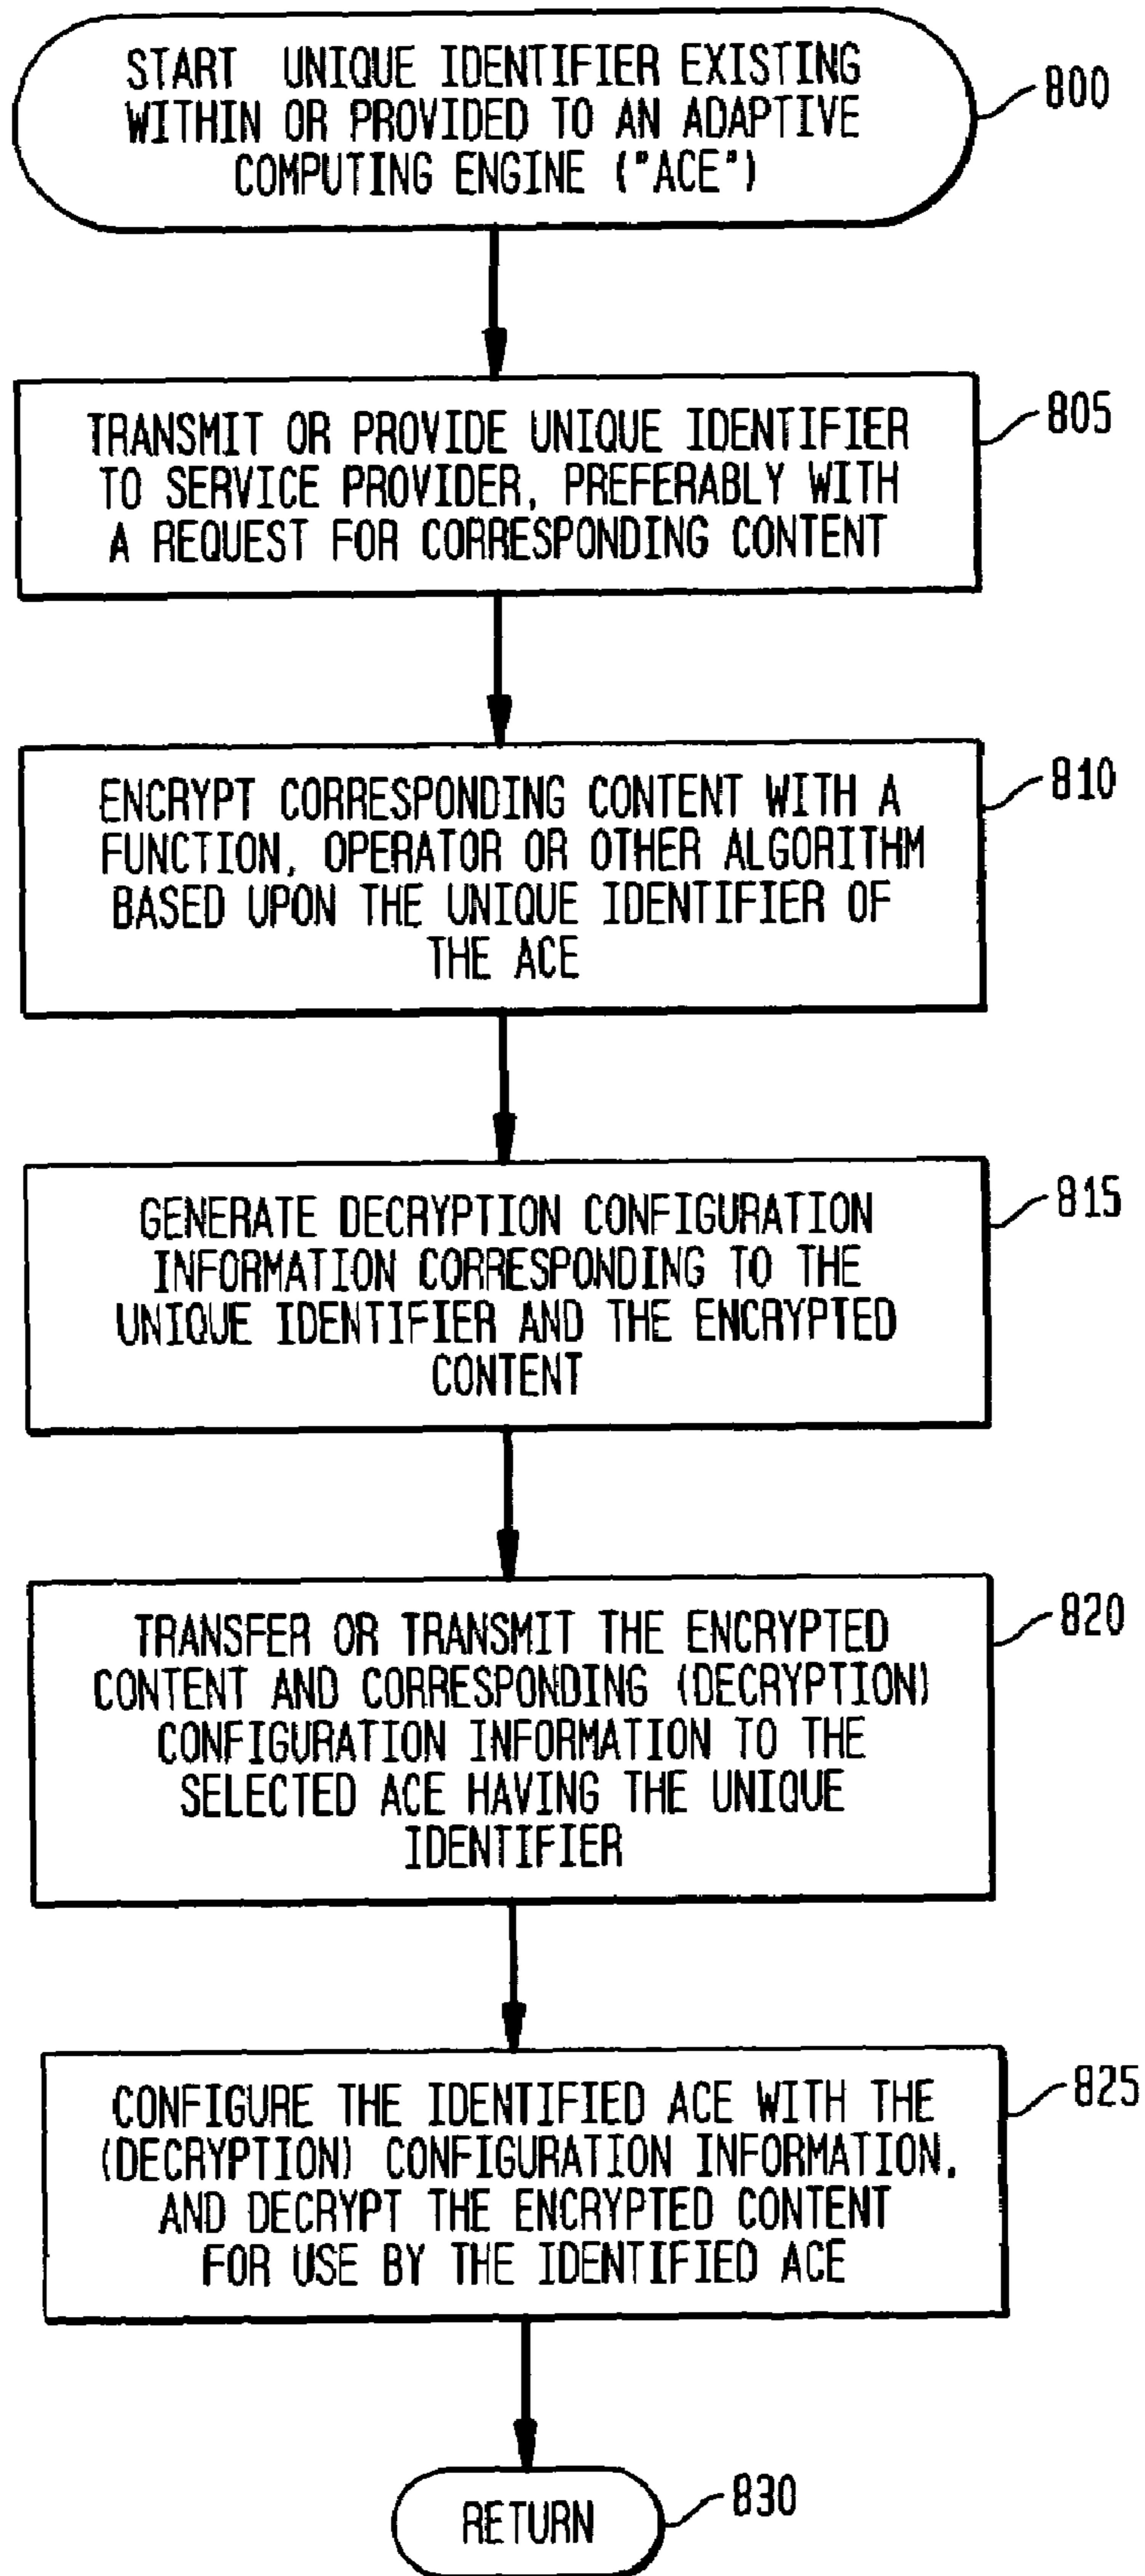 START UNIQUE IDENTIFIER EXISTING
WITHIN OR PROVIDED TO AN ADAPTIVE
COMPUTING ENGINE ("ACE")
800
TRANSMIT OR PROVIDE UNIQUE IDENTIFIER
TO SERVICE PROVIDER, PREFERABLY WITH
A REQUEST FOR CORRESPONDING CONTENT
805
ENCRYPT CORRESPONDING CONTENT WITH A
FUNCTION, OPERATOR OR OTHER ALGORITHM
BASED UPON THE UNIQUE IDENTIFIER OF
THE ACE
810
GENERATE DECRYPTION CONFIGURATION
INFORMATION CORRESPONDING TO THE
UNIQUE IDENTIFIER AND THE ENCRYPTED
CONTENT
815
TRANSFER OR TRANSMIT THE ENCRYPTED
CONTENT AND CORRESPONDING (DECRYPTION)
CONFIGURATION INFORMATION TO THE
SELECTED ACE HAVING THE UNIQUE
IDENTIFIER
820
CONFIGURE THE IDENTIFIED ACE WITH THE
(DECRYPTION) CONFIGURATION INFORMATION,
AND DECRYPT THE ENCRYPTED CONTENT
FOR USE BY THE IDENTIFIED ACE
825
RETURN
830